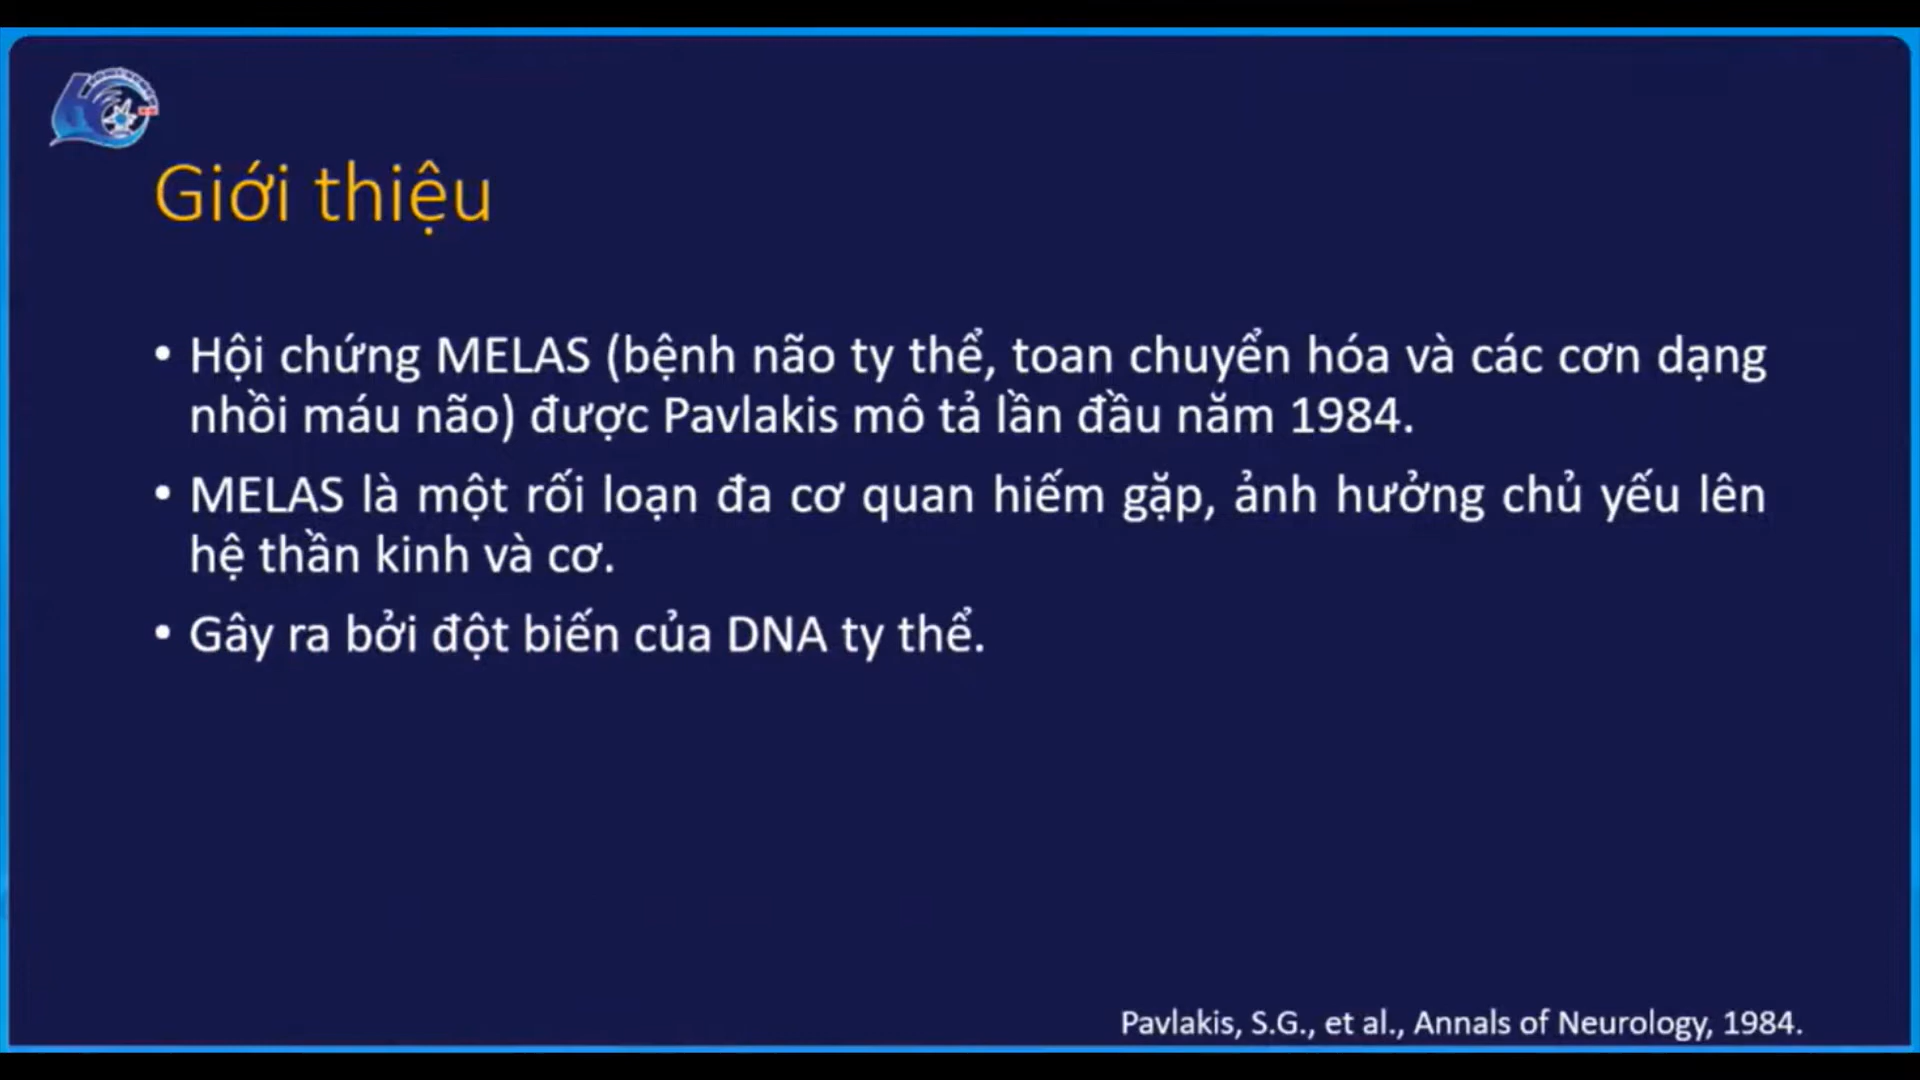 Giới thiệu
• Hội chứng MELAS (bệnh não ty thể, toan chuyển hóa và các cơn dạng
nhồi máu não) được Pavlakis mô tả lần đầu năm 1984.
• MELAS là một rối loạn đa cơ quan hiếm gặp, ảnh hưởng chủ yếu lên
hệ thần kinh và cơ.
• Gây ra bởi đột biến của DNA ty thể.
Pavlakis, S.G., et al., Annals of Neurology, 1984.